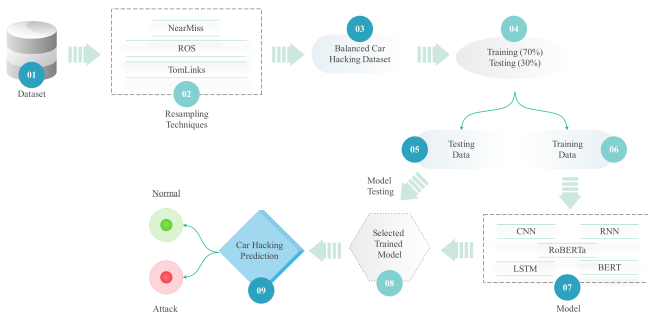 NearMiss
ROS
TomLinks
01
Dataset
02
Resampling
Techniques
03
Balanced Car
Hacking Dataset
04
Training (70%)
Testing (30%)
05
Testing
Data
Training
Data
06
Model
Testing
CNN
RNN
RoBERTa
LSTM
BERT
07
Model
Selected
Trained
Model
08
Car Hacking
Prediction
09
Normal
Attack